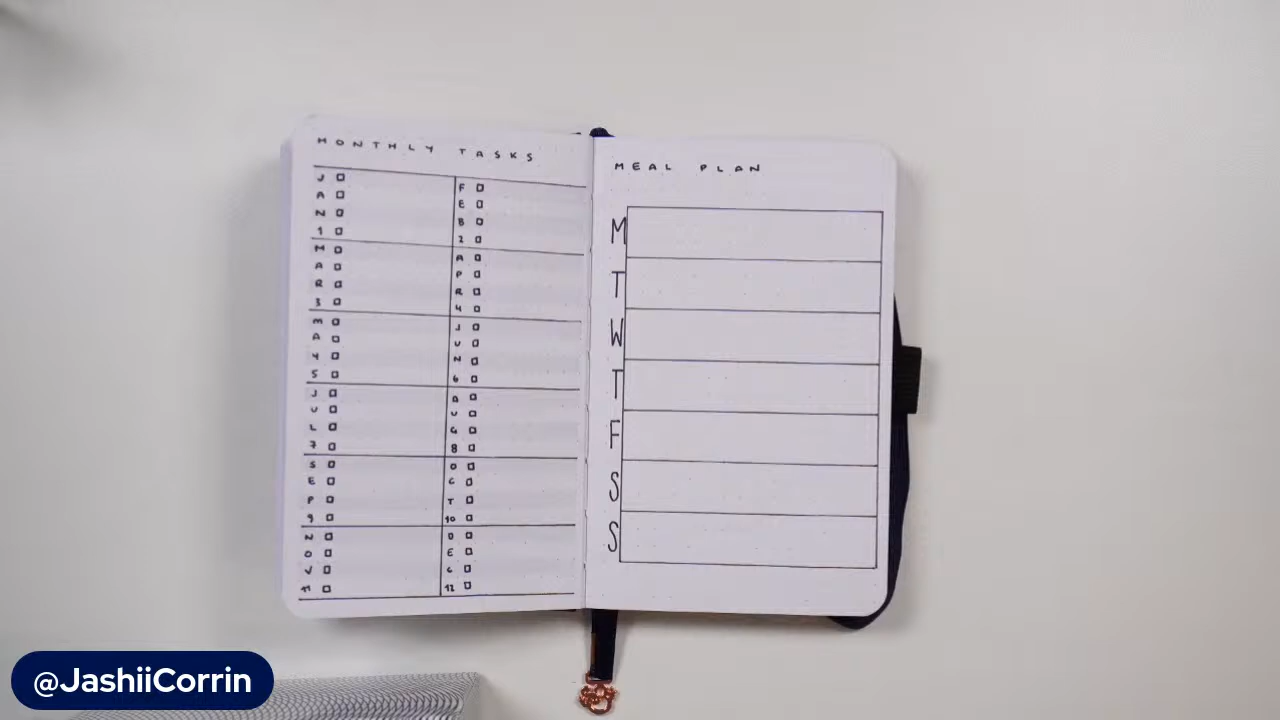 MONTHLY TASKS
J
A
N
1
F
E
B
2
M
A
R
3
A
P
R
4
M
A
Y
5
J
U
N
6
J
U
L
7
A
U
G
8
S
E
P
9
O
C
T
10
N
O
V
11
D
E
C
12
MEAL PLAN
M
T
W
T
F
S
S
@JashiiCorrin